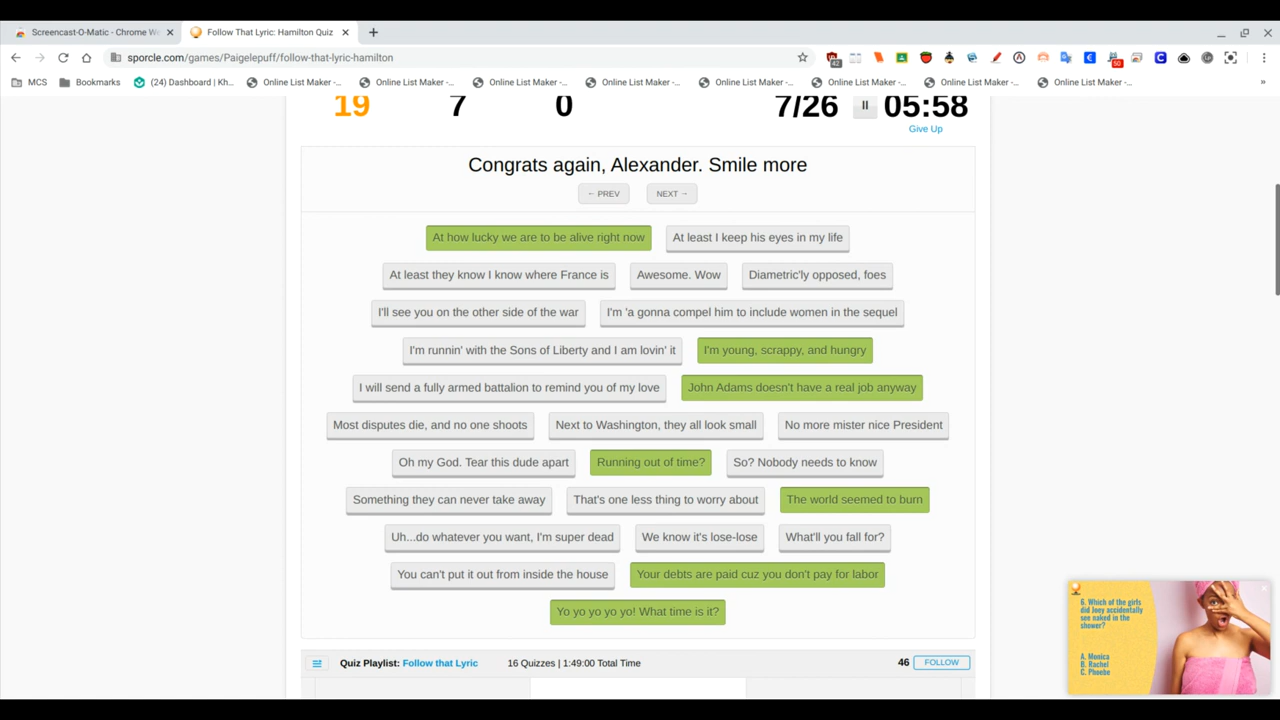 Screencast-O-Matic - Chrome We
Follow That Lyric: Hamilton Quiz
sporcle.com/games/Paigelepuff/follow-that-lyric-hamilton
MCS
Bookmarks
(24) Dashboard | Kh...
Online List Maker -...
Online List Maker -...
Online List Maker -...
Online List Maker -...
Online List Maker -...
Online List Maker -...
Online List Maker -...
Online List Maker -...
»
19
7
0
7/26
05:58
Give Up
Congrats again, Alexander. Smile more
← PREV
NEXT →
At how lucky we are to be alive right now
At least I keep his eyes in my life
At least they know I know where France is
Awesome. Wow
Diametric'ly opposed, foes
I'll see you on the other side of the war
I'm 'a gonna compel him to include women in the sequel
I'm runnin' with the Sons of Liberty and I am lovin' it
I'm young, scrappy, and hungry
I will send a fully armed battalion to remind you of my love
John Adams doesn't have a real job anyway
Most disputes die, and no one shoots
Next to Washington, they all look small
No more mister nice President
Oh my God. Tear this dude apart
Running out of time?
So? Nobody needs to know
Something they can never take away
That's one less thing to worry about
The world seemed to burn
Uh...do whatever you want, I'm super dead
We know it's lose-lose
What'll you fall for?
You can't put it out from inside the house
Your debts are paid cuz you don't pay for labor
Yo yo yo yo yo! What time is it?
Quiz Playlist: Follow that Lyric
16 Quizzes | 1:49:00 Total Time
46
FOLLOW
6. Which of the girls
did Joey accidentally
see naked in the
shower?
A. Monica
B. Rachel
C. Phoebe